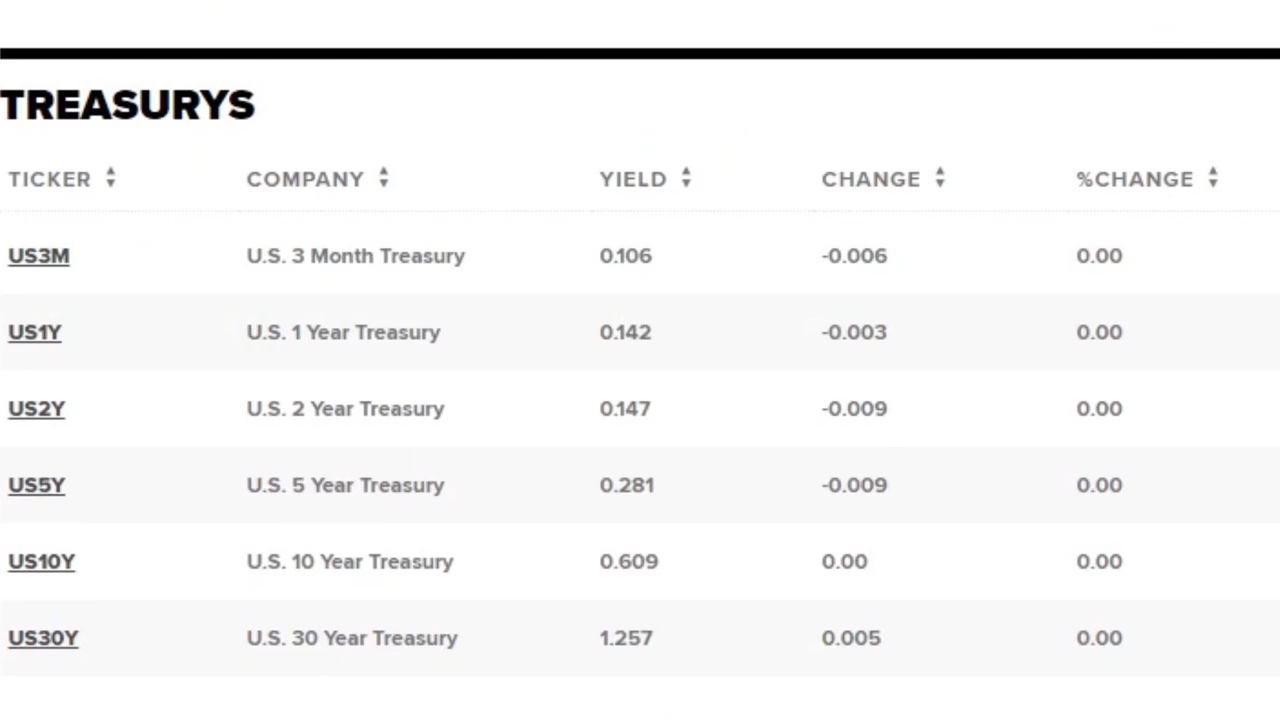 TREASURYS
TICKER COMPANY YIELD CHANGE %CHANGE
US3M U.S. 3 Month Treasury 0.106 -0.006 0.00
US1Y U.S. 1 Year Treasury 0.142 -0.003 0.00
US2Y U.S. 2 Year Treasury 0.147 -0.009 0.00
US5Y U.S. 5 Year Treasury 0.281 -0.009 0.00
US10Y U.S. 10 Year Treasury 0.609 0.00 0.00
US30Y U.S. 30 Year Treasury 1.257 0.005 0.00